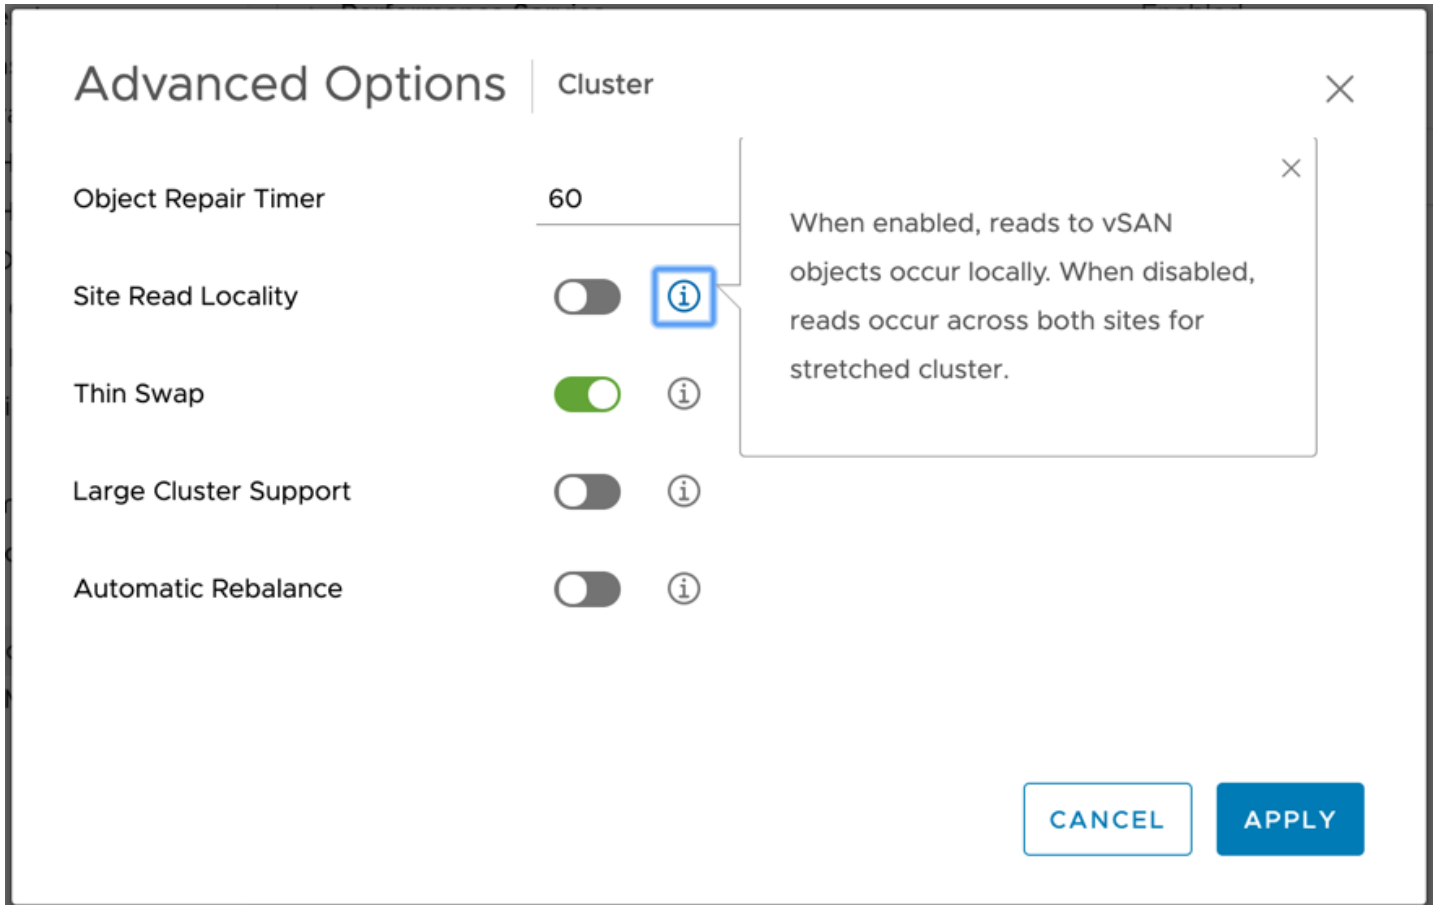 Advanced Options
Cluster
Object Repair Timer
60
Site Read Locality
When enabled, reads to vSAN
objects occur locally. When disabled,
reads occur across both sites for
stretched cluster.
Thin Swap
Large Cluster Support
Automatic Rebalance
CANCEL
APPLY